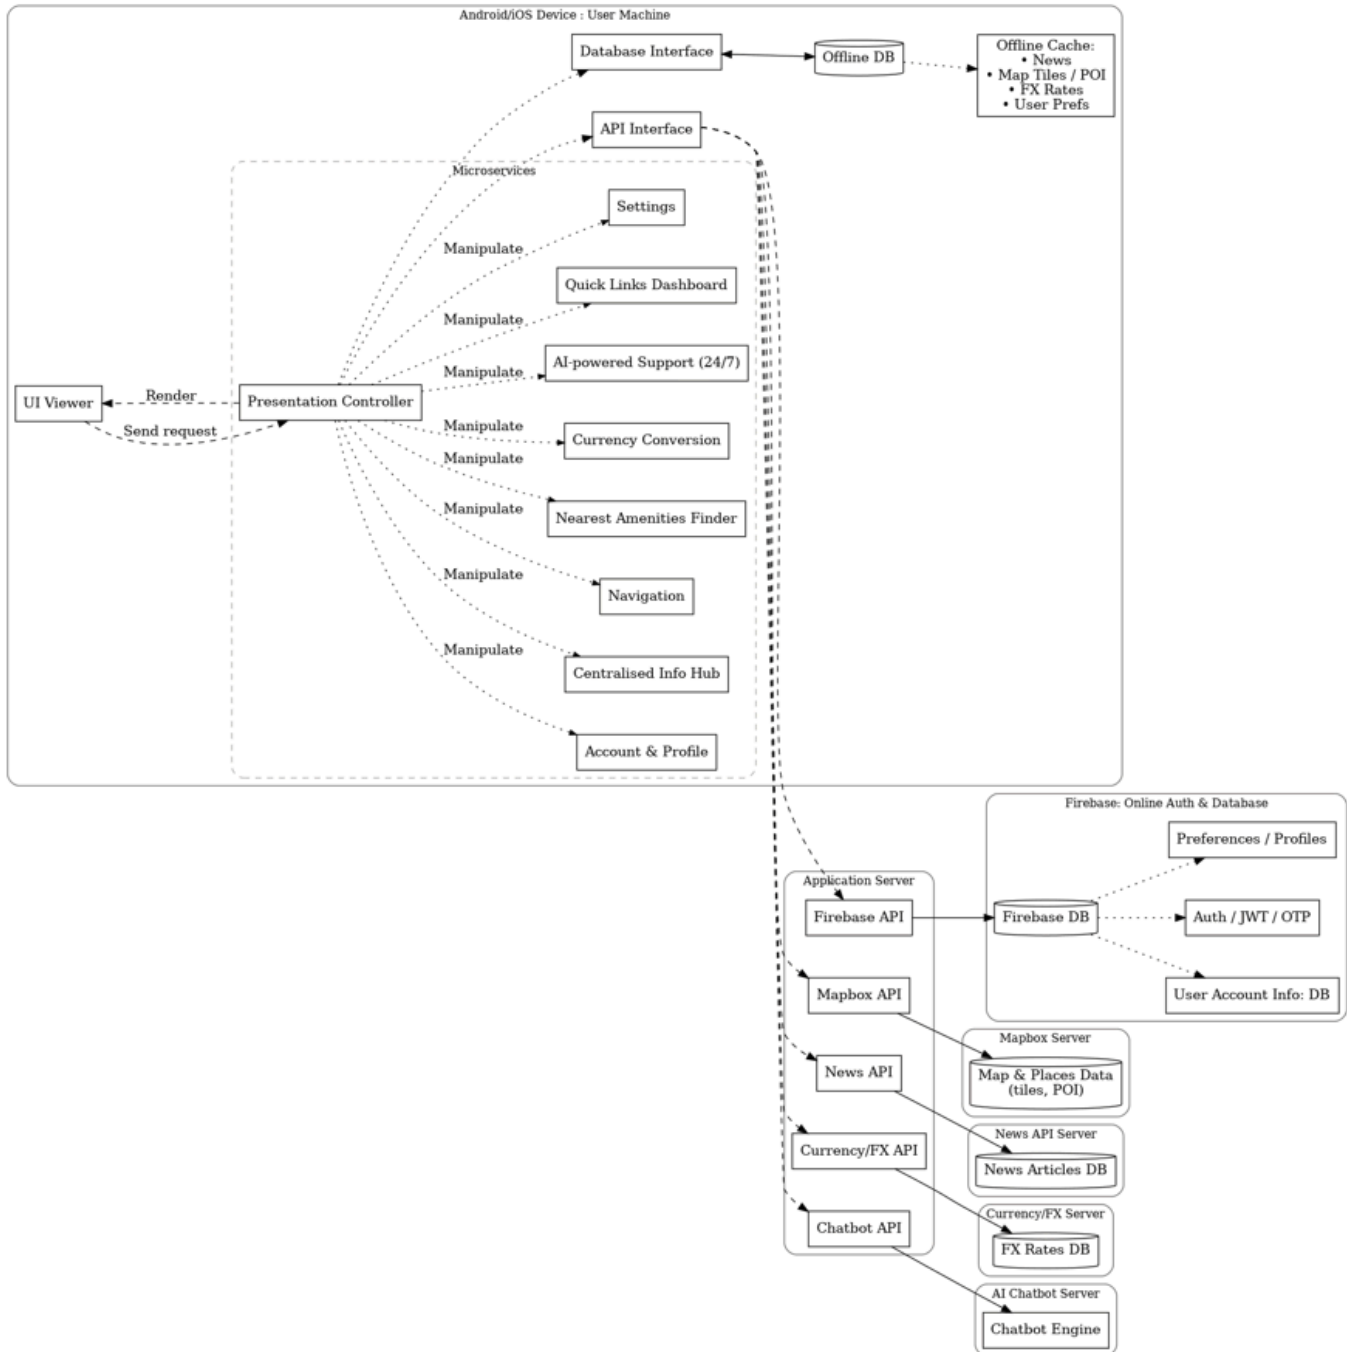 Android/iOS Device : User Machine
Database Interface
Offline DB
Offline Cache:
• News
• Map Tiles / POI
• FX Rates
• User Prefs
API Interface
Microservices
Settings
Manipulate
Quick Links Dashboard
Manipulate
AI-powered Support (24/7)
Manipulate
UI Viewer
Render
Send request
Presentation Controller
Manipulate
Currency Conversion
Manipulate
Nearest Amenities Finder
Manipulate
Navigation
Manipulate
Centralised Info Hub
Manipulate
Account & Profile
Firebase: Online Auth & Database
Preferences / Profiles
Application Server
Firebase API
Firebase DB
Auth / JWT / OTP
User Account Info: DB
Mapbox API
Mapbox Server
Map & Places Data
(tiles, POI)
News API
News API Server
News Articles DB
Currency/FX API
Currency/FX Server
FX Rates DB
Chatbot API
AI Chatbot Server
Chatbot Engine